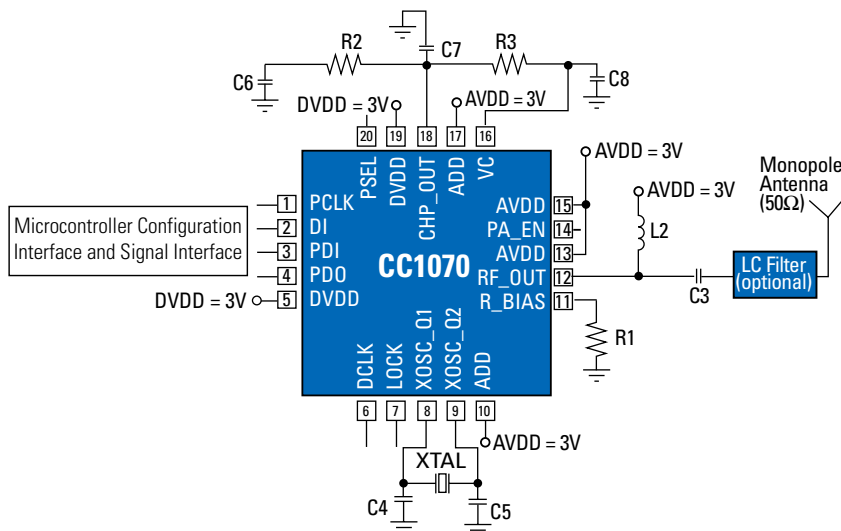 R2
C7
R3
C6
C8
DVDD = 3V
AVDD = 3V
20
19
18
17
16
PSEL
DVDD
CHP_OUT
ADD
VC
AVDD = 3V
Monopole
Antenna
(50Ω)
AVDD = 3V
Microcontroller Configuration
Interface and Signal Interface
1 PCLK
2 DI
3 PDI
4 PDO
DVDD = 3V
5 DVDD
CC1070
AVDD 15
PA_EN 14
AVDD 13
RF_OUT 12
R_BIAS 11
L2
C3
LC Filter
(optional)
R1
DCLK
LOCK
XOSC_Q1
XOSC_Q2
ADD
6
7
8
9
10
AVDD = 3V
XTAL
C4
C5